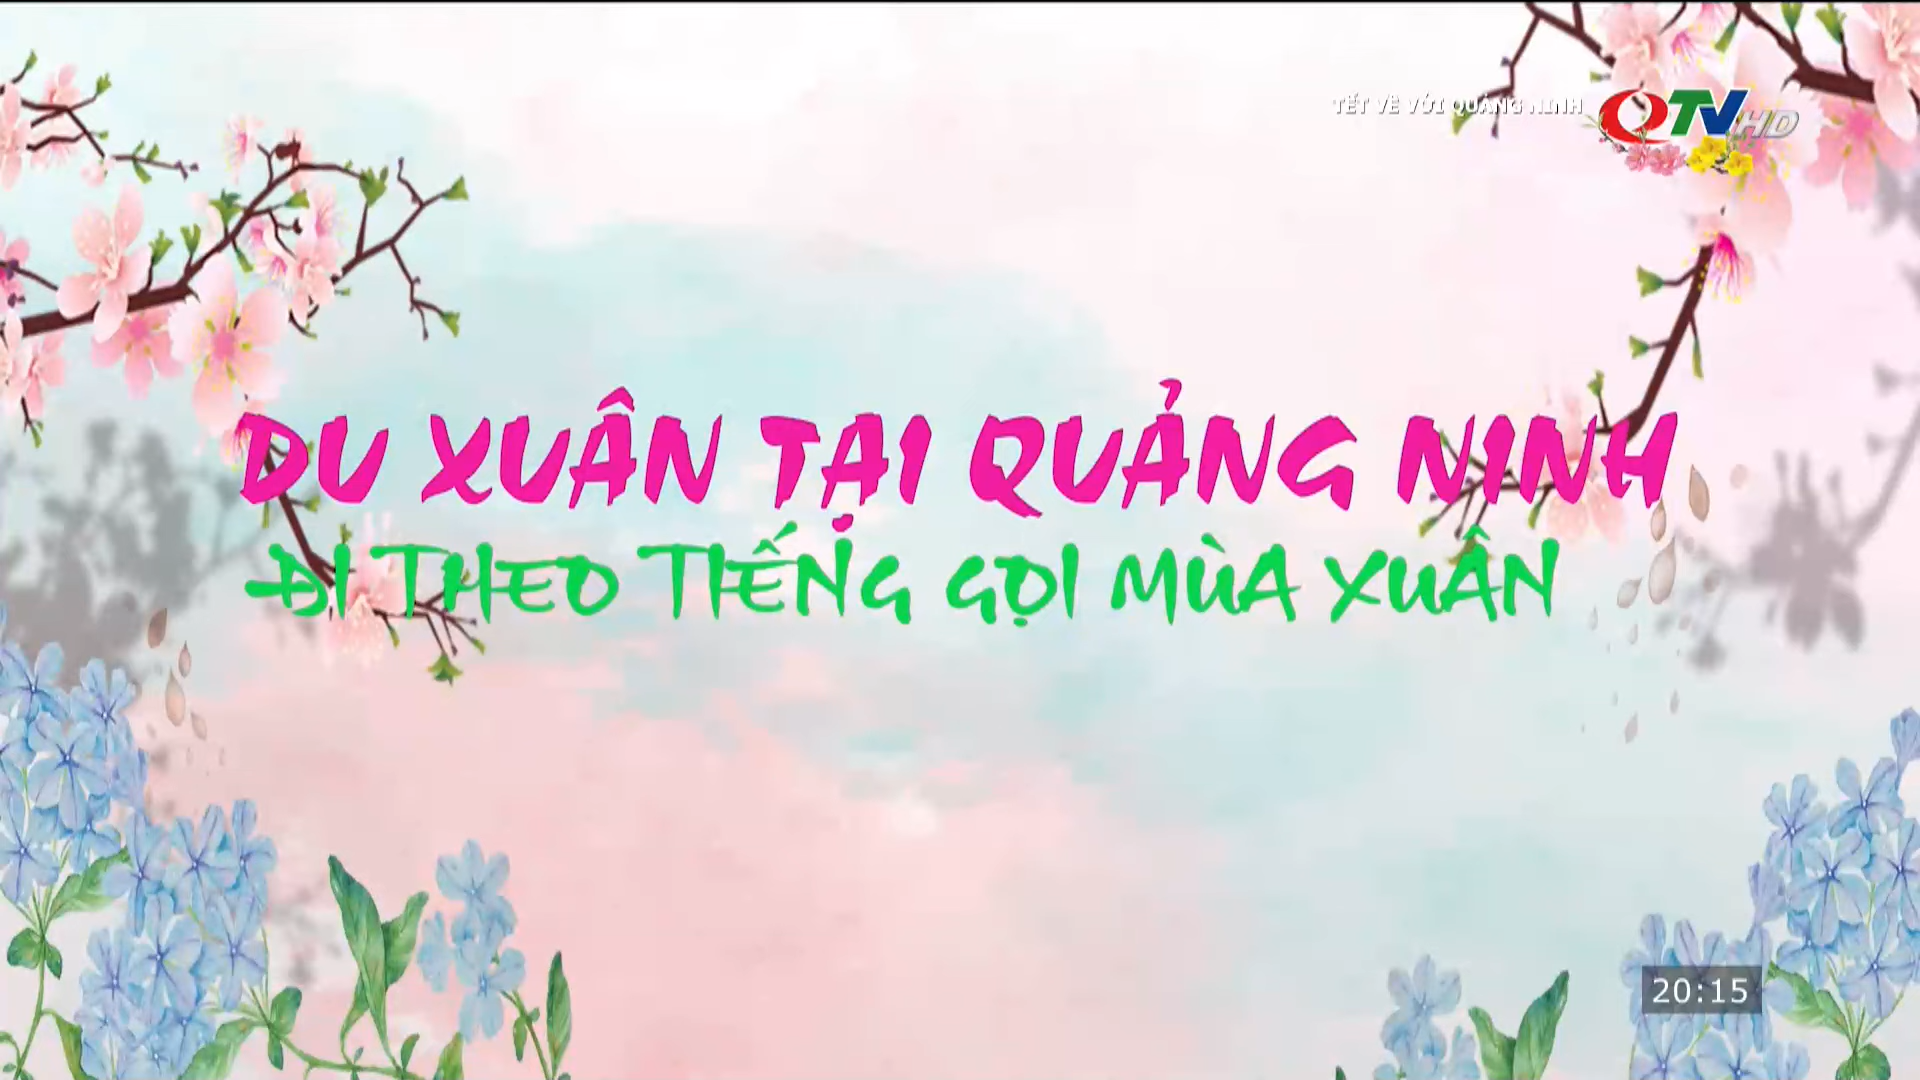 TẾT VỀ VỚI QUẢNG NINH QTV HD
DU XUÂN TẠI QUẢNG NINH
ĐI THEO TIẾNG GỌI MÙA XUÂN
20:15